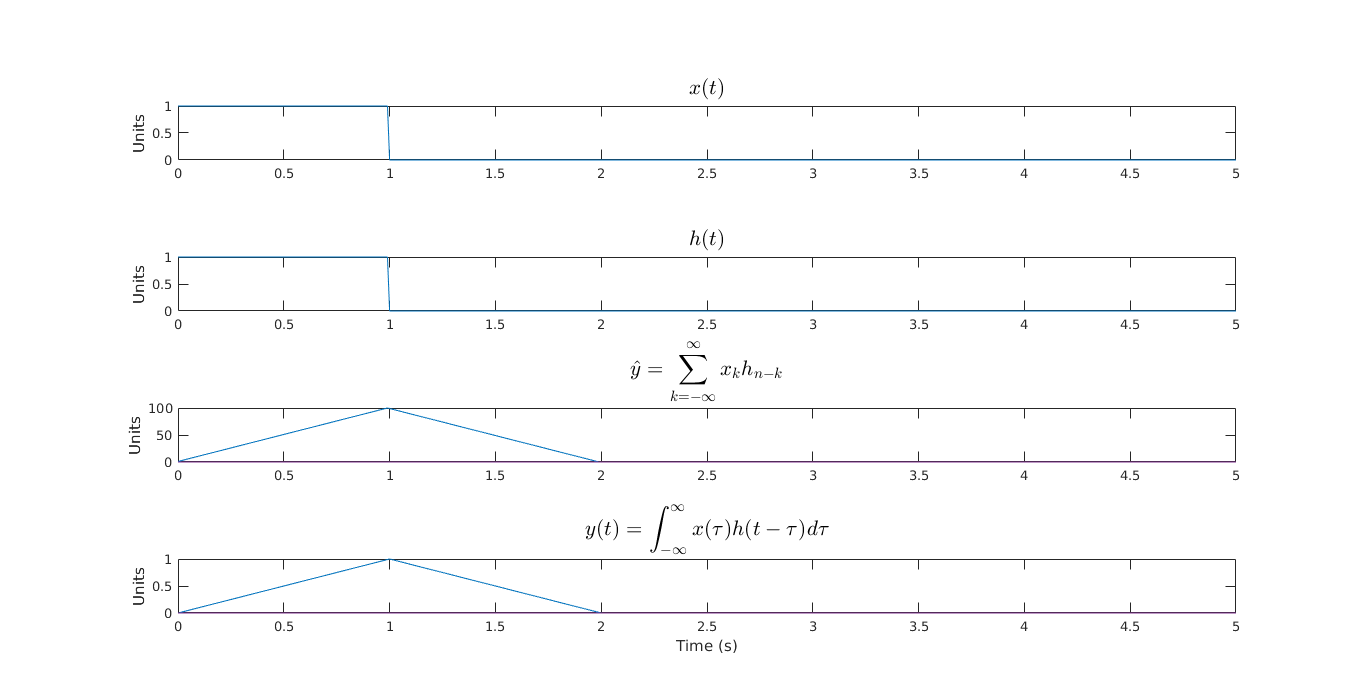 x(t)
Units
1
0.5
0
0 0.5 1 1.5 2 2.5 3 3.5 4 4.5 5
h(t)
Units
1
0.5
0
0 0.5 1 1.5 2 2.5 3 3.5 4 4.5 5
ŷ = ∑_{k=−∞}^{∞} x_k h_{n−k}
Units
100
50
0
0 0.5 1 1.5 2 2.5 3 3.5 4 4.5 5
y(t) = ∫_{−∞}^{∞} x(τ)h(t − τ)dτ
Units
1
0.5
0
0 0.5 1 1.5 2 2.5 3 3.5 4 4.5 5
Time (s)